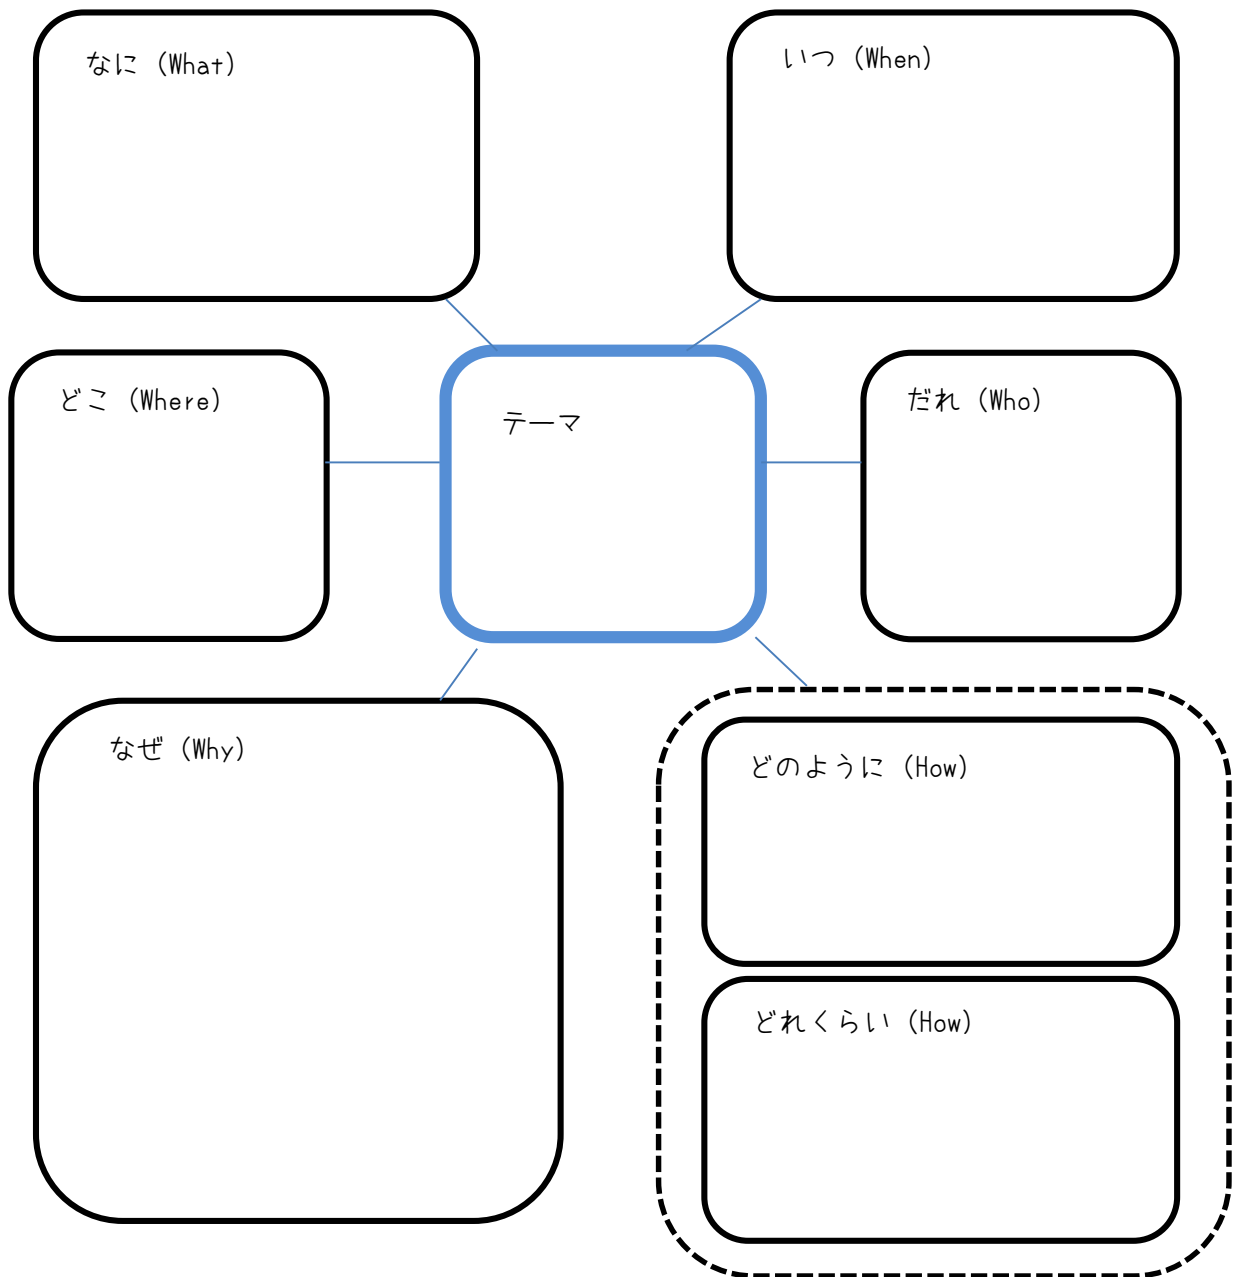 なに（What）
いつ（When）
どこ（Where）
テーマ
だれ（Who）
なぜ（Why）
どのように（How）
どれくらい（How）